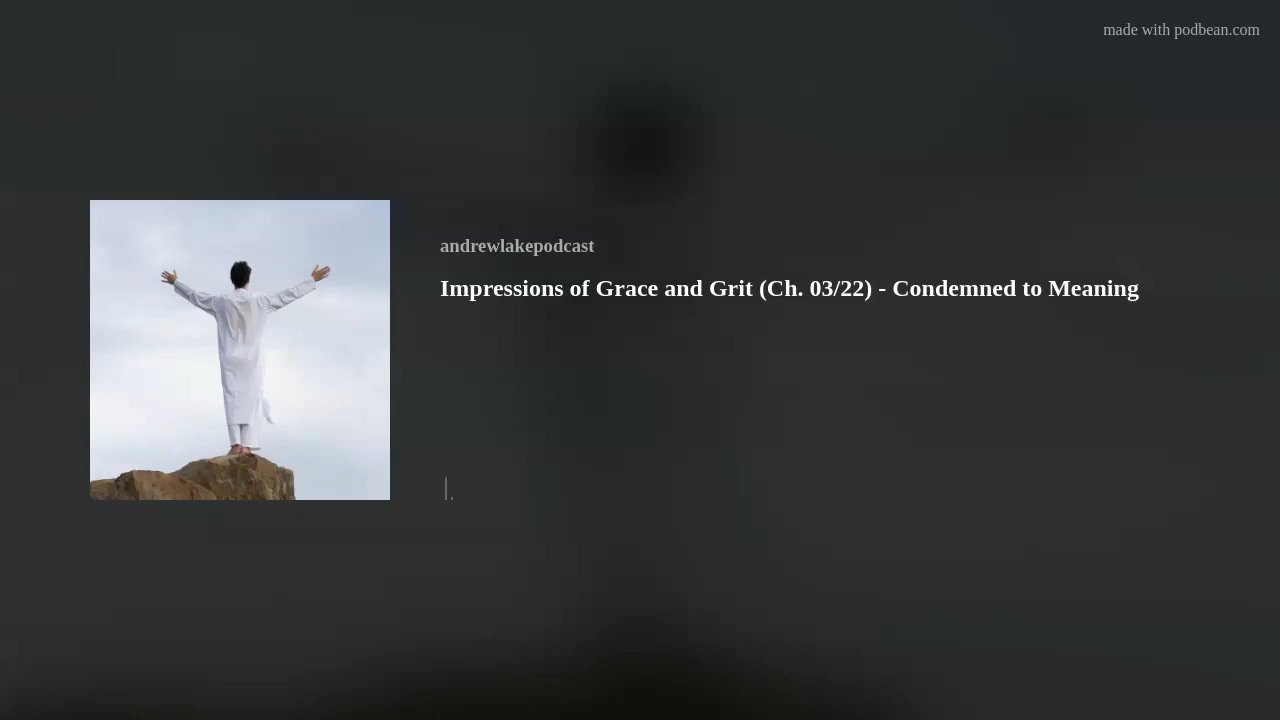 made with podbean.com
andrewlakepodcast
Impressions of Grace and Grit (Ch. 03/22) - Condemned to Meaning